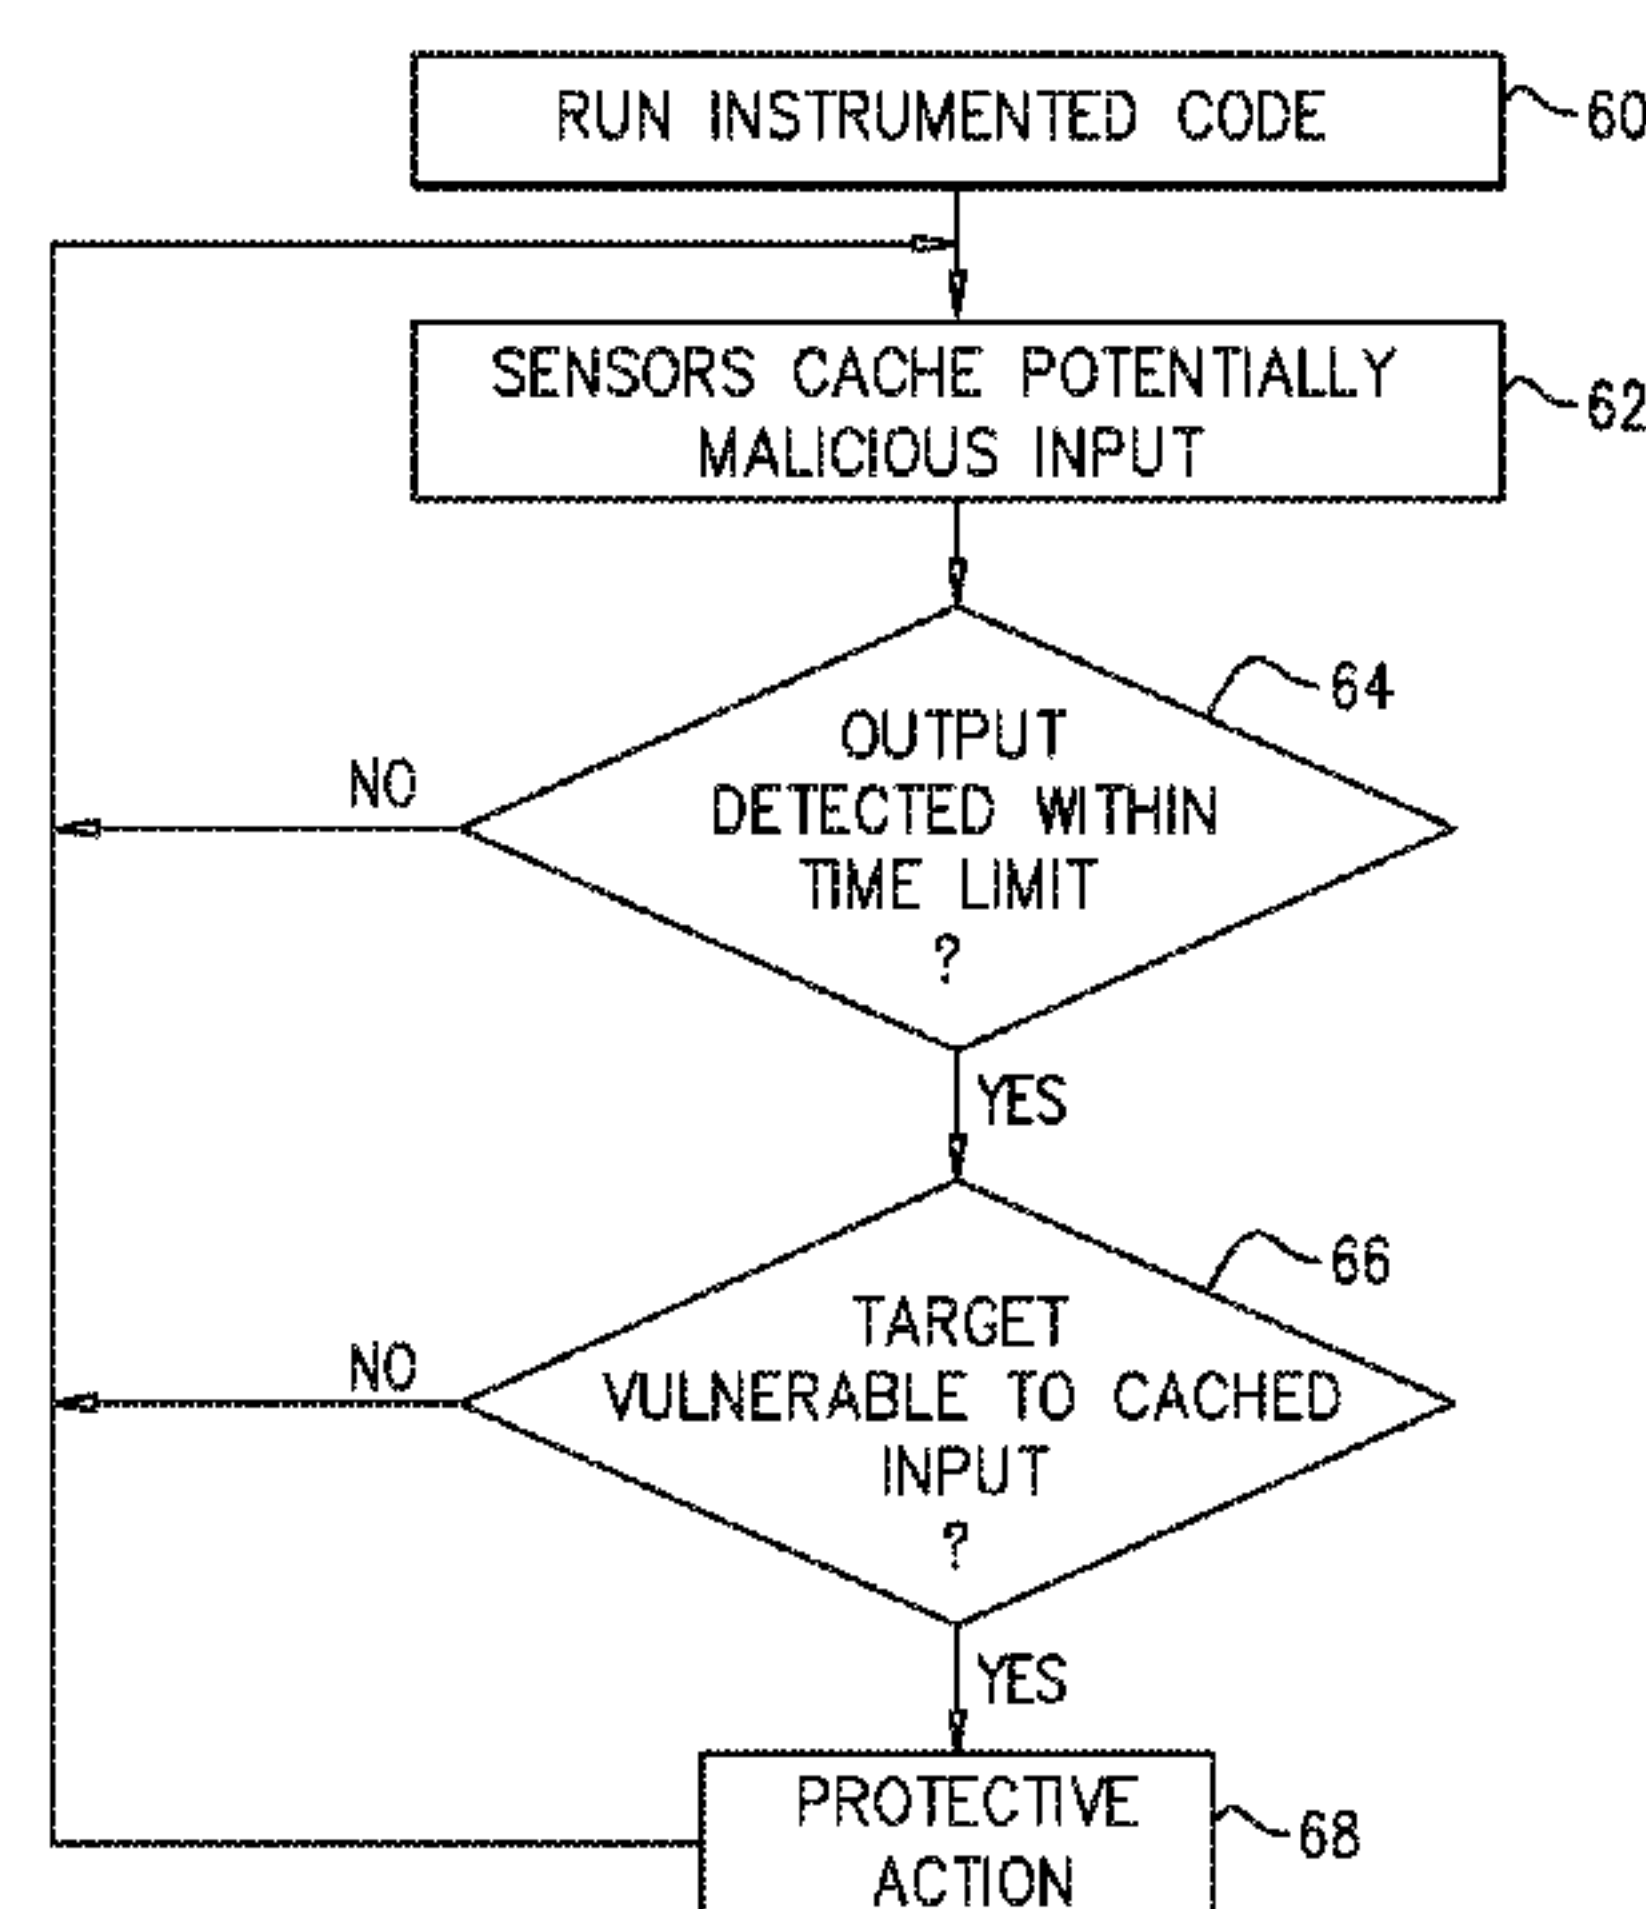 RUN INSTRUMENTED CODE
60
SENSORS CACHE POTENTIALLY
MALICIOUS INPUT
62
64
OUTPUT
DETECTED WITHIN
TIME LIMIT
?
NO
YES
66
TARGET
VULNERABLE TO CACHED
INPUT
?
NO
YES
PROTECTIVE
ACTION
68